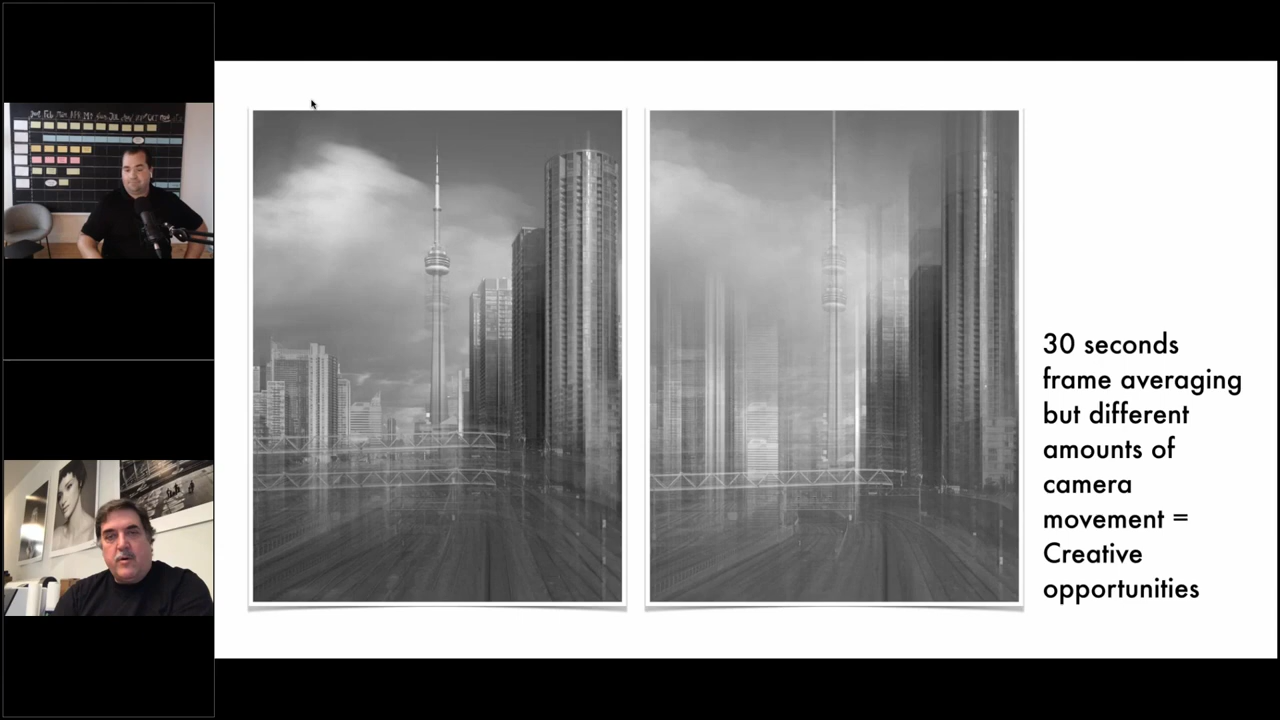 30 seconds
frame averaging
but different
amounts of
camera
movement =
Creative
opportunities